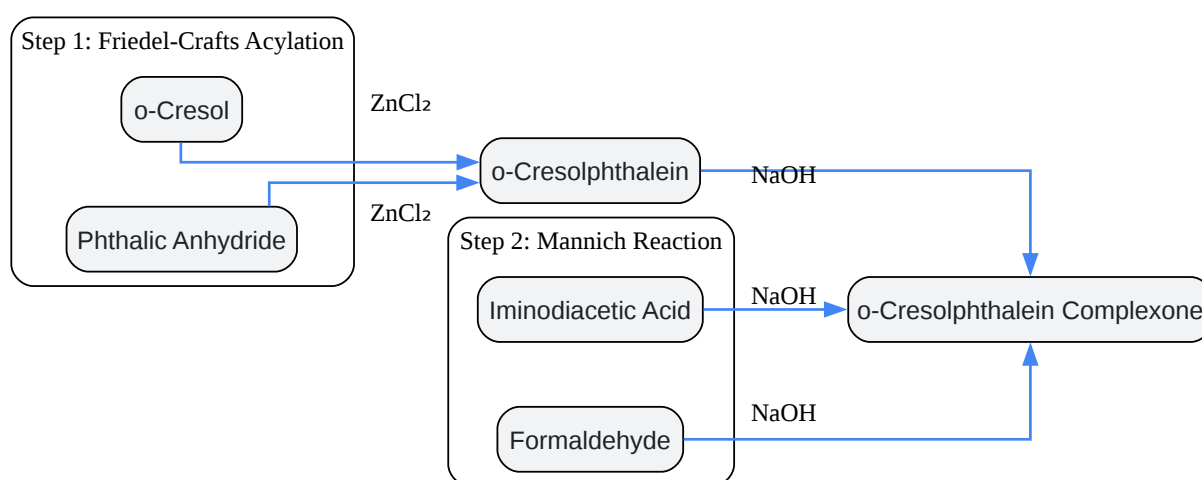 Step 1: Friedel-Crafts Acylation
o-Cresol
ZnCl₂
o-Cresolphthalein
NaOH
Phthalic Anhydride
ZnCl₂
Step 2: Mannich Reaction
Iminodiacetic Acid
NaOH
o-Cresolphthalein Complexone
Formaldehyde
NaOH